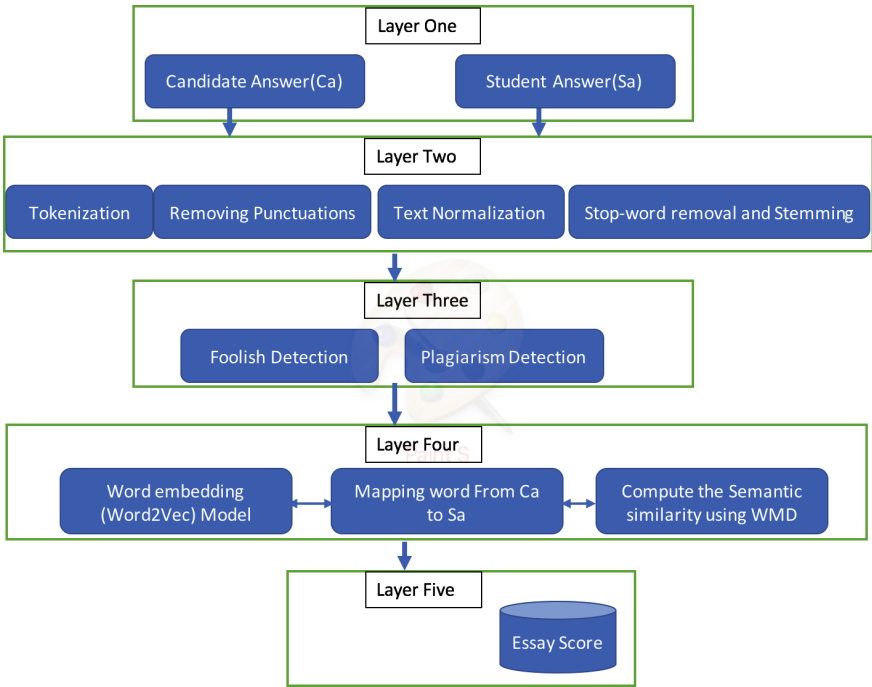 Layer One
Candidate Answer(Ca)
Student Answer(Sa)
Layer Two
Tokenization
Removing Punctuations
Text Normalization
Stop-word removal and Stemming
Layer Three
Foolish Detection
Plagiarism Detection
Layer Four
Paint S
Word embedding
(Word2Vec) Model
Mapping word From Ca
to Sa
Compute the Semantic
similarity using WMD
Layer Five
Essay Score